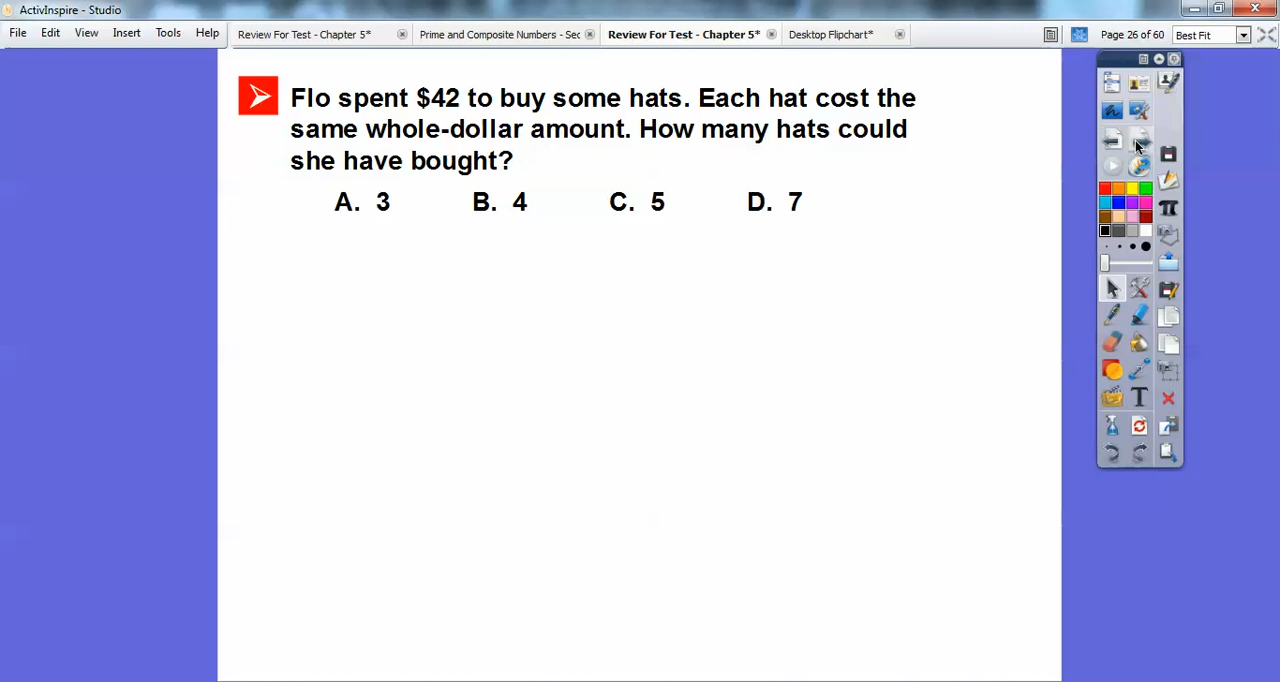 ActivInspire - Studio
File Edit View Insert Tools Help
Review For Test - Chapter 5* Prime and Composite Numbers - Sec Review For Test - Chapter 5* Desktop Flipchart* Page 26 of 60 Best Fit
Flo spent $42 to buy some hats. Each hat cost the
same whole-dollar amount. How many hats could
she have bought?
A. 3 B. 4 C. 5 D. 7